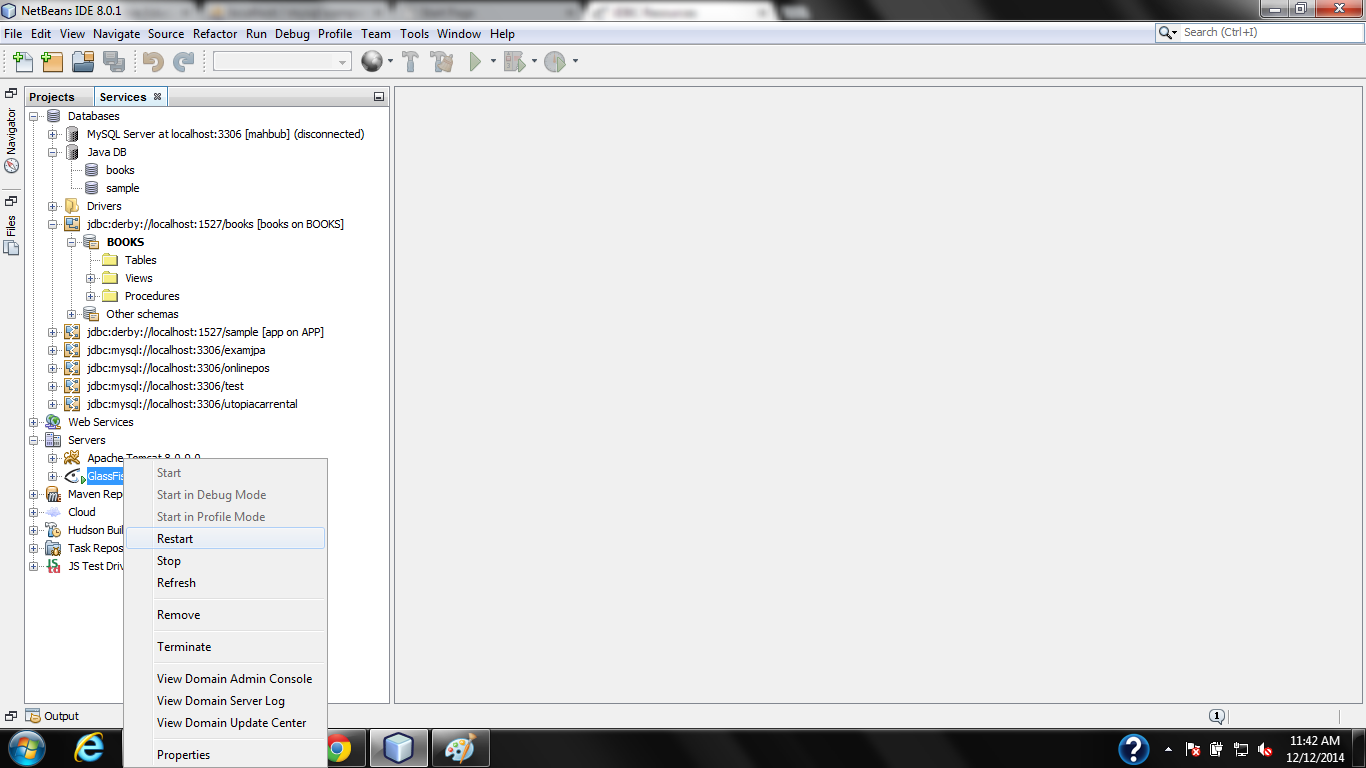 NetBeans IDE 8.0.1
File Edit View Navigate Source Refactor Run Debug Profile Team Tools Window Help
Search (Ctrl+I)
Projects Services
Navigator
Files
Databases
MySQL Server at localhost:3306 [mahbub] (disconnected)
Java DB
books
sample
Drivers
jdbc:derby://localhost:1527/books [books on BOOKS]
BOOKS
Tables
Views
Procedures
Other schemas
jdbc:derby://localhost:1527/sample [app on APP]
jdbc:mysql://localhost:3306/examjpa
jdbc:mysql://localhost:3306/onlinepos
jdbc:mysql://localhost:3306/test
jdbc:mysql://localhost:3306/utopiacarrental
Web Services
Servers
Apache Tomcat 8.0.0.0
GlassFis
Maven Rep
Cloud
Hudson Buil
Task Repos
JS Test Driv
Start
Start in Debug Mode
Start in Profile Mode
Restart
Stop
Refresh
Remove
Terminate
View Domain Admin Console
View Domain Server Log
View Domain Update Center
Properties
Output
1
11:42 AM
12/12/2014